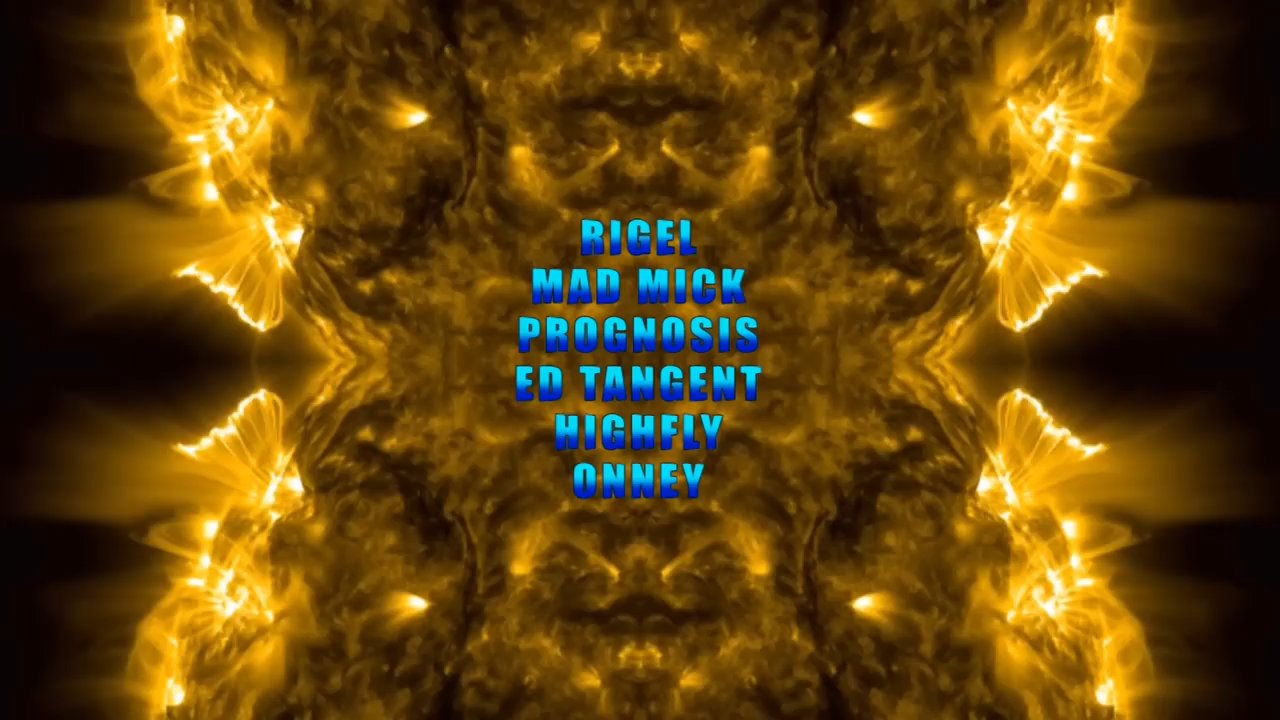 RIGEL
MAD MICK
PROGNOSIS
ED TANGENT
HIGHFLY
ONNEY